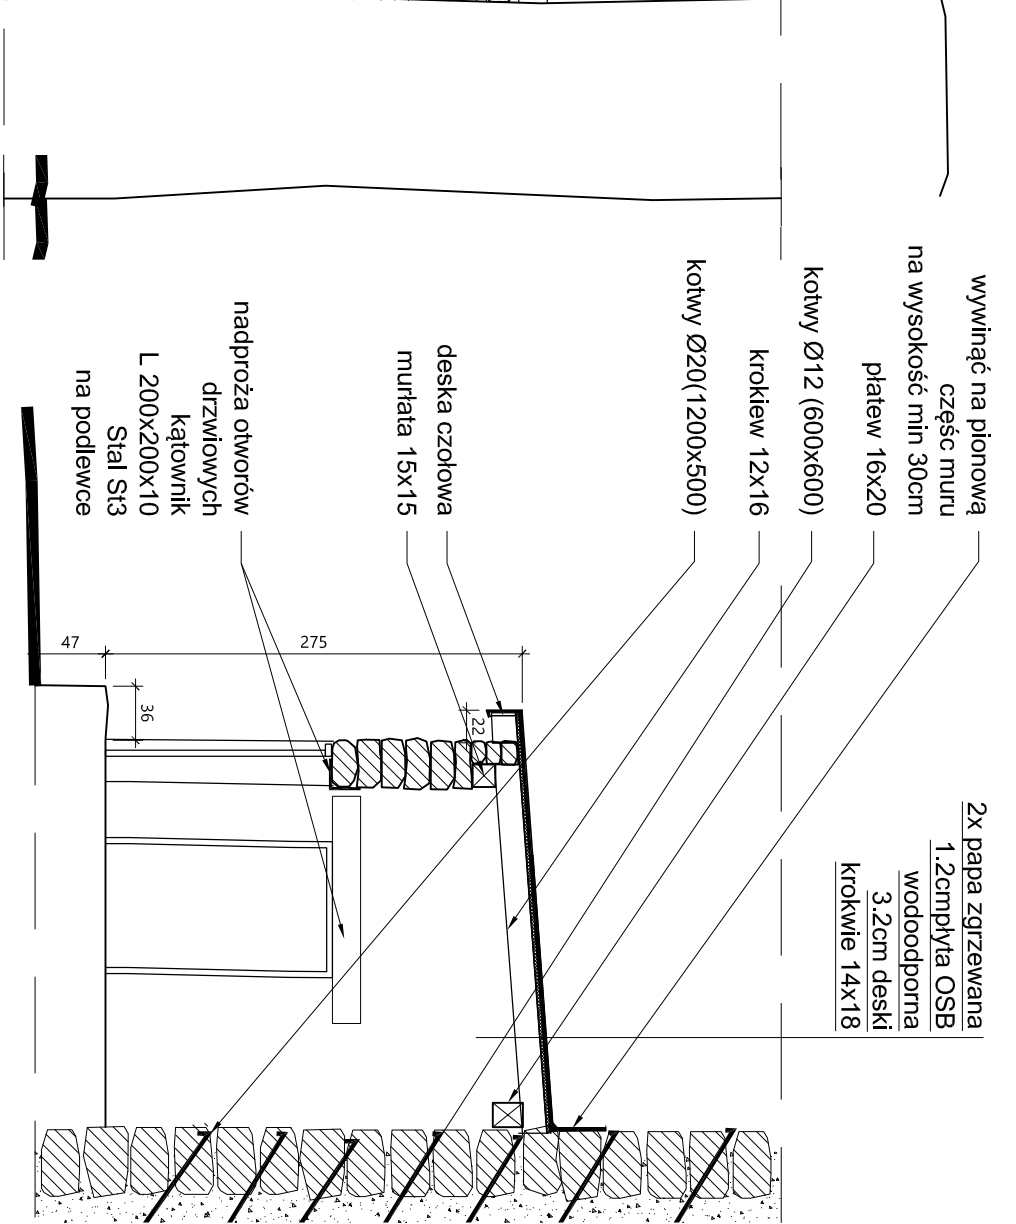 wywinąć na pionową
częśc muru
na wysokość min 30cm
płatew 16x20
kotwy Ø12 (600x600)
krokiew 12x16
kotwy Ø20(1200x500)
deska czołowa
murłata 15x15
nadproża otworów
drzwiowych
kątownik
L 200x200x10
Stal St3
na podlewce
2x papa zgrzewana
1.2cmpłyta OSB
wodoodporna
3.2cm deski
krokwie 14x18
47
275
36
22